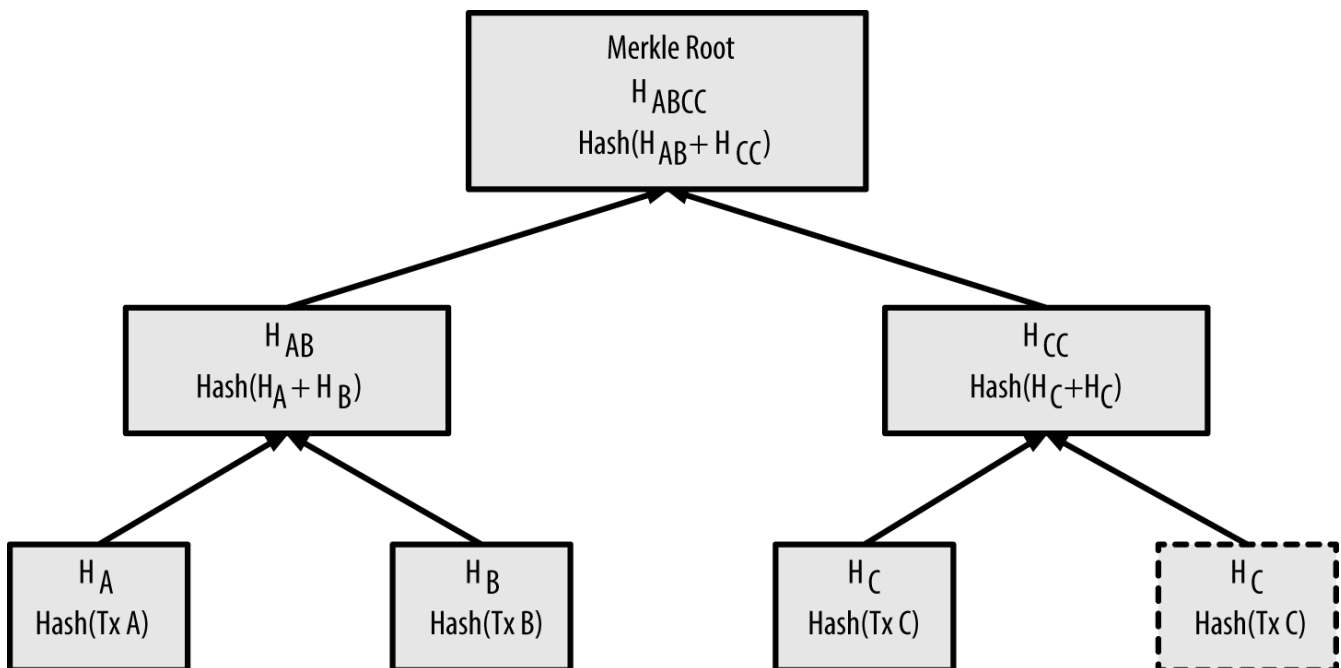 Merkle Root
H ABCC
Hash(H AB + H CC)
H AB
Hash(H A + H B)
H CC
Hash(H C+H C)
H A
Hash(Tx A)
H B
Hash(Tx B)
H C
Hash(Tx C)
H C
Hash(Tx C)